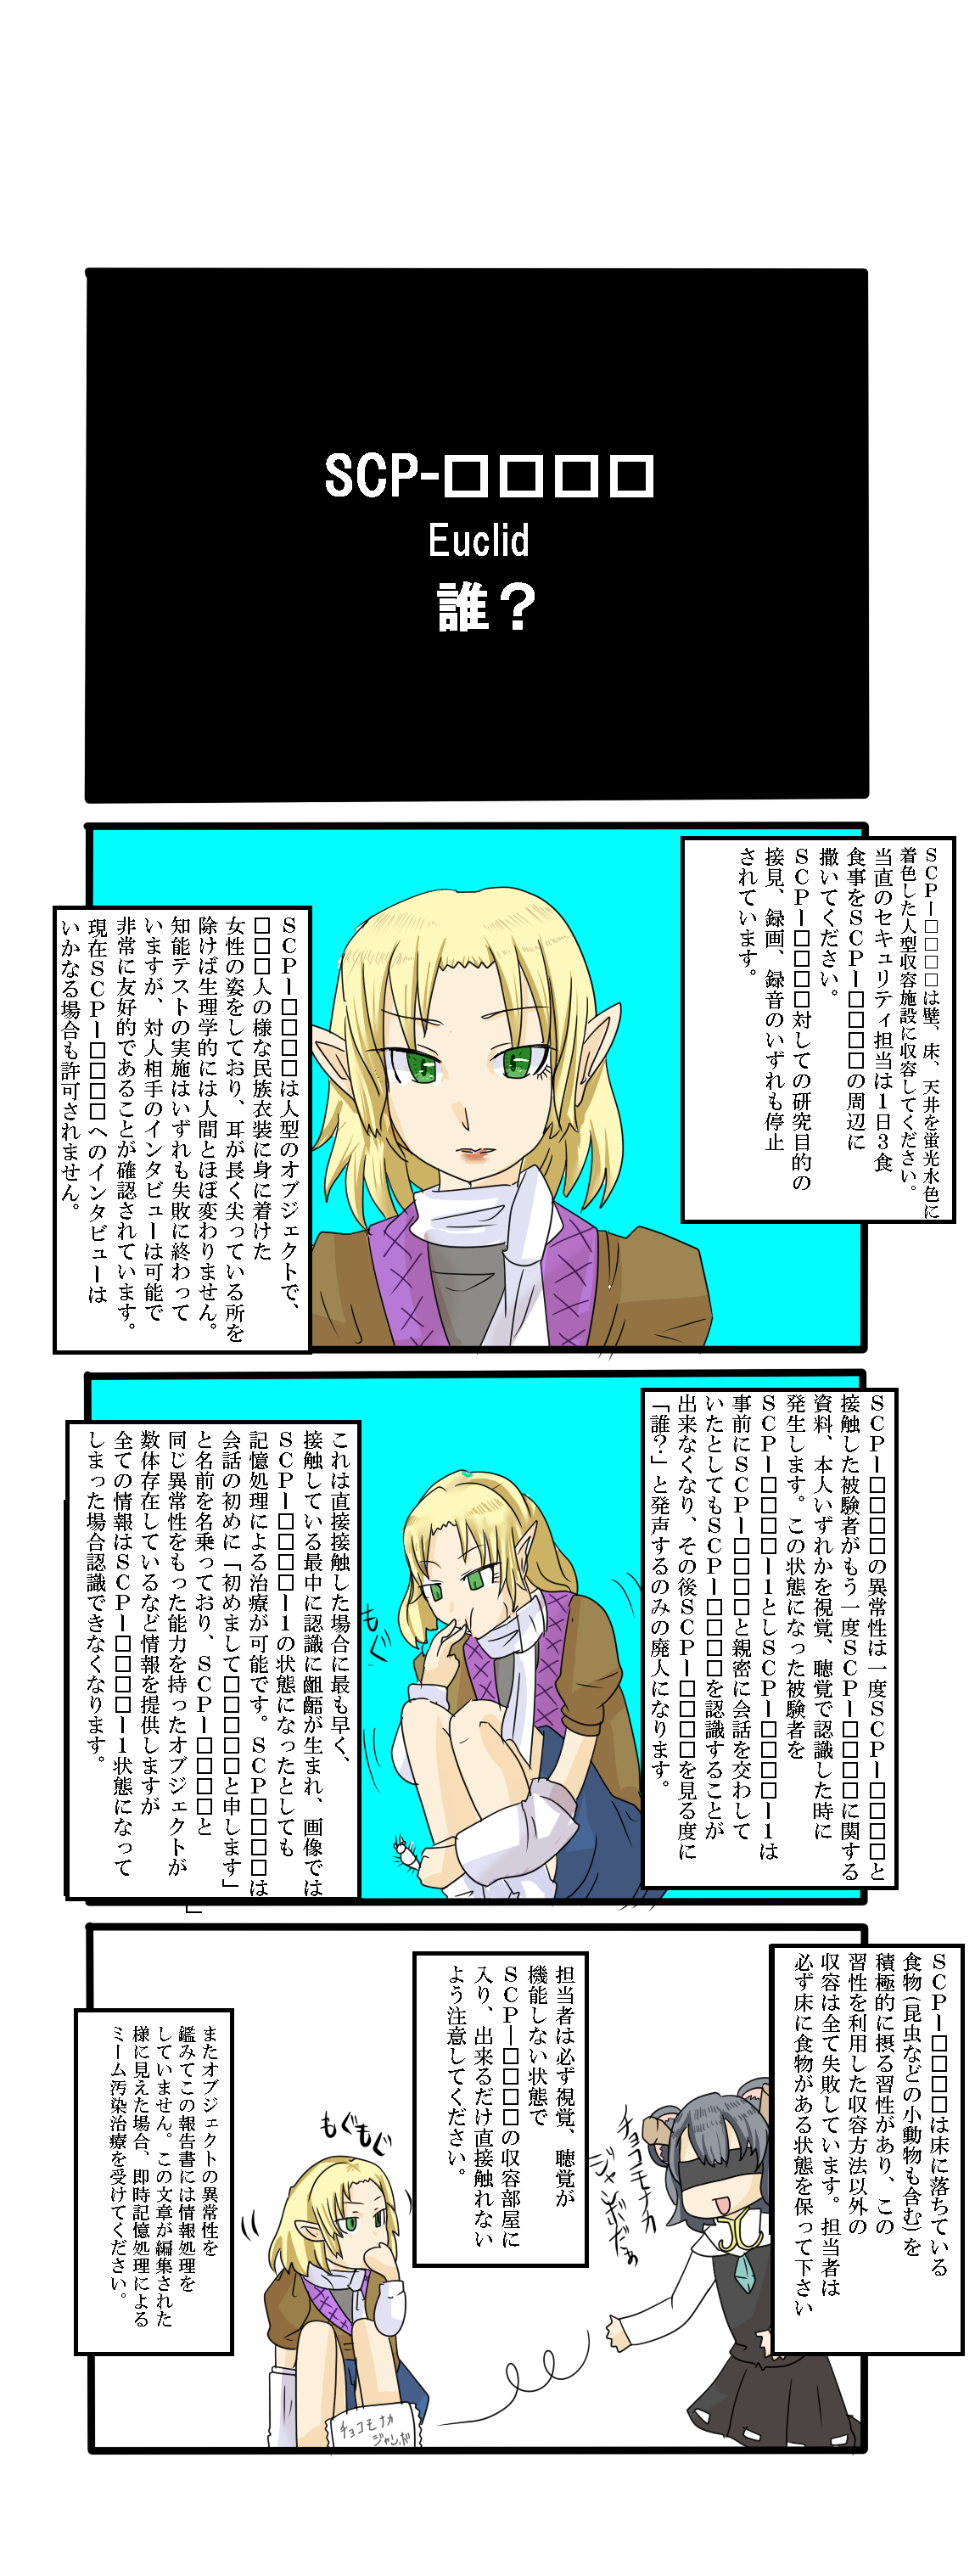 SCP-□□□□
Euclid
誰？
SCP-□□□□は壁、床、天井を蛍光水色に
着色した人型収容施設に収容してください。
当直のセキュリティ担当は1日3食
食事をSCP-□□□□の周辺に
撒いてください。
SCP-□□□□対しての研究目的の
接見、録画、録音のいずれも停止
されています。
SCP-□□□□は人型のオブジェクトで、
□□□人の様な民族衣装に身に着けた
女性の姿をしており、耳が長く尖っている所を
除けば生理学的には人間とほぼ変わりません。
知能テストの実施はいずれも失敗に終わって
いますが、対人相手のインタビューは可能で
非常に友好的であることが確認されています。
現在SCP-□□□□へのインタビューは
いかなる場合も許可されません。
SCP-□□□□の異常性は一度SCP-□□□□と
接触した被験者がもう一度SCP-□□□□に関する
資料、本人いずれかを視覚、聴覚で認識した時に
発生します。この状態になった被験者を
SCP-□□□□-1としSCP-□□□□-1は
事前にSCP-□□□□と親密に会話を交わして
いたとしてもSCP-□□□□を認識することが
出来なくなり、その後SCP-□□□□を見る度に
「誰？」と発声するのみの廃人になります。
もぐ
これは直接接触した場合に最も早く、
接触している最中に認識に齟齬が生まれ、画像では
SCP-□□□□-1の状態になったとしても
記憶処理による治療が可能です。SCP□□□□は
会話の初めに「初めまして□□□□□と申します」
と名前を名乗っており、SCP-□□□□と
同じ異常性をもった能力を持ったオブジェクトが
数体存在しているなど情報を提供しますが
全ての情報はSCP-□□□□-1状態になって
しまった場合認識できなくなります。
」
SCP-□□□□は床に落ちている
食物(昆虫などの小動物も含む)を
積極的に摂る習性があり、この
習性を利用した収容方法以外の
収容は全て失敗しています。担当者は
必ず床に食物がある状態を保って下さい
チョコモナカ
ジャンボだぁ
担当者は必ず視覚、聴覚が
機能しない状態で
SCP-□□□□の収容部屋に
入り、出来るだけ直接触れない
よう注意してください。
もぐもぐ
チョコモナカ
ジャンボ
またオブジェクトの異常性を
鑑みてこの報告書には情報処理を
していません。この文章が編集された
様に見えた場合、即時記憶処理による
ミーム汚染治療を受けてください。